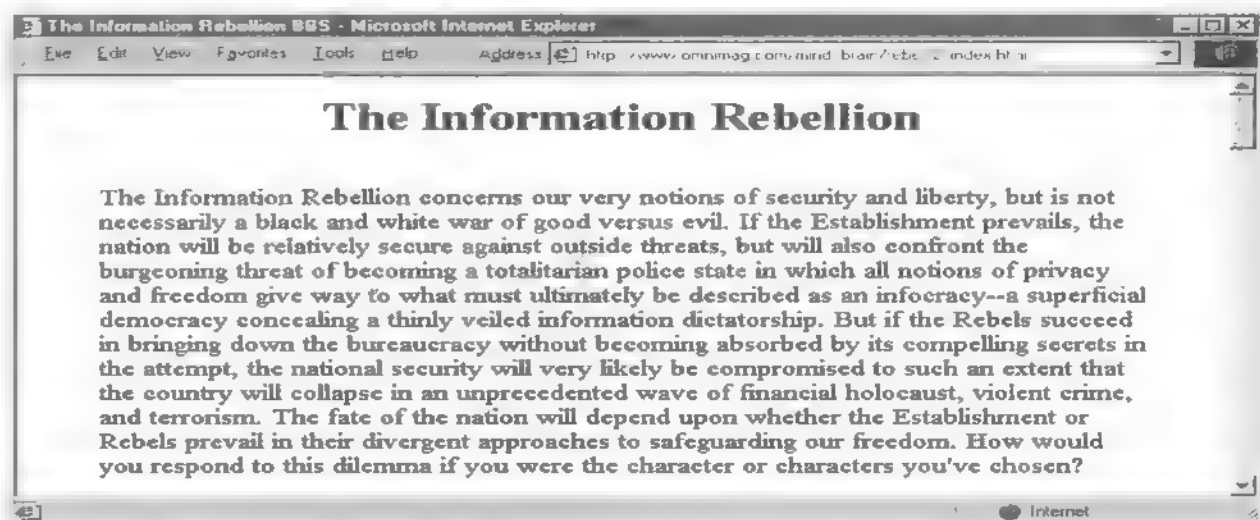 The Information Rebellion BBS - Microsoft Internet Explorer
Edit View Favorites Tools Help Address
The Information Rebellion
The Information Rebellion concerns our very notions of security and liberty, but is not
necessarily a black and white war of good versus evil. If the Establishment prevails, the
nation will be relatively secure against outside threats, but will also confront the
burgeoning threat of becoming a totalitarian police state in which all notions of privacy
and freedom give way to what must ultimately be described as an infocracy--a superficial
democracy concealing a thinly veiled information dictatorship. But if the Rebels succeed
in bringing down the bureaucracy without becoming absorbed by its compelling secrets in
the attempt, the national security will very likely be compromised to such an extent that
the country will collapse in an unprecedented wave of financial holocaust, violent crime,
and terrorism. The fate of the nation will depend upon whether the Establishment or
Rebels prevail in their divergent approaches to safeguarding our freedom. How would
you respond to this dilemma if you were the character or characters you've chosen?
Internet